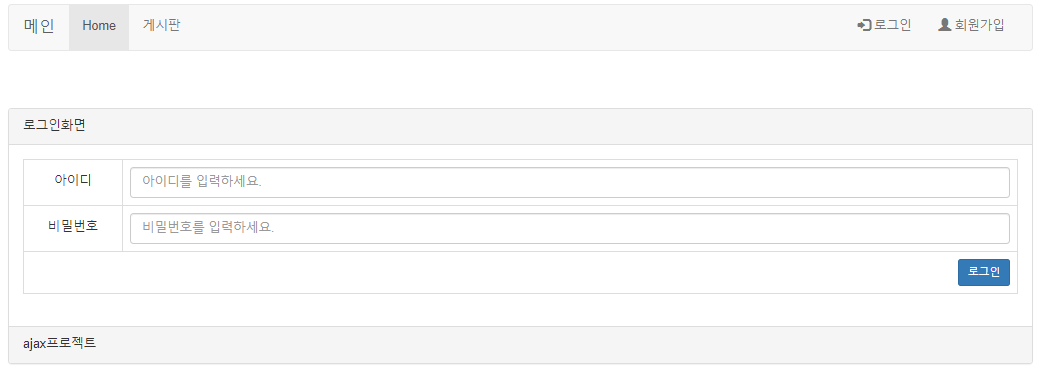 메인 Home 게시판 로그인 회원가입
로그인화면
아이디 아이디를 입력하세요.
비밀번호 비밀번호를 입력하세요.
로그인
ajax프로젝트